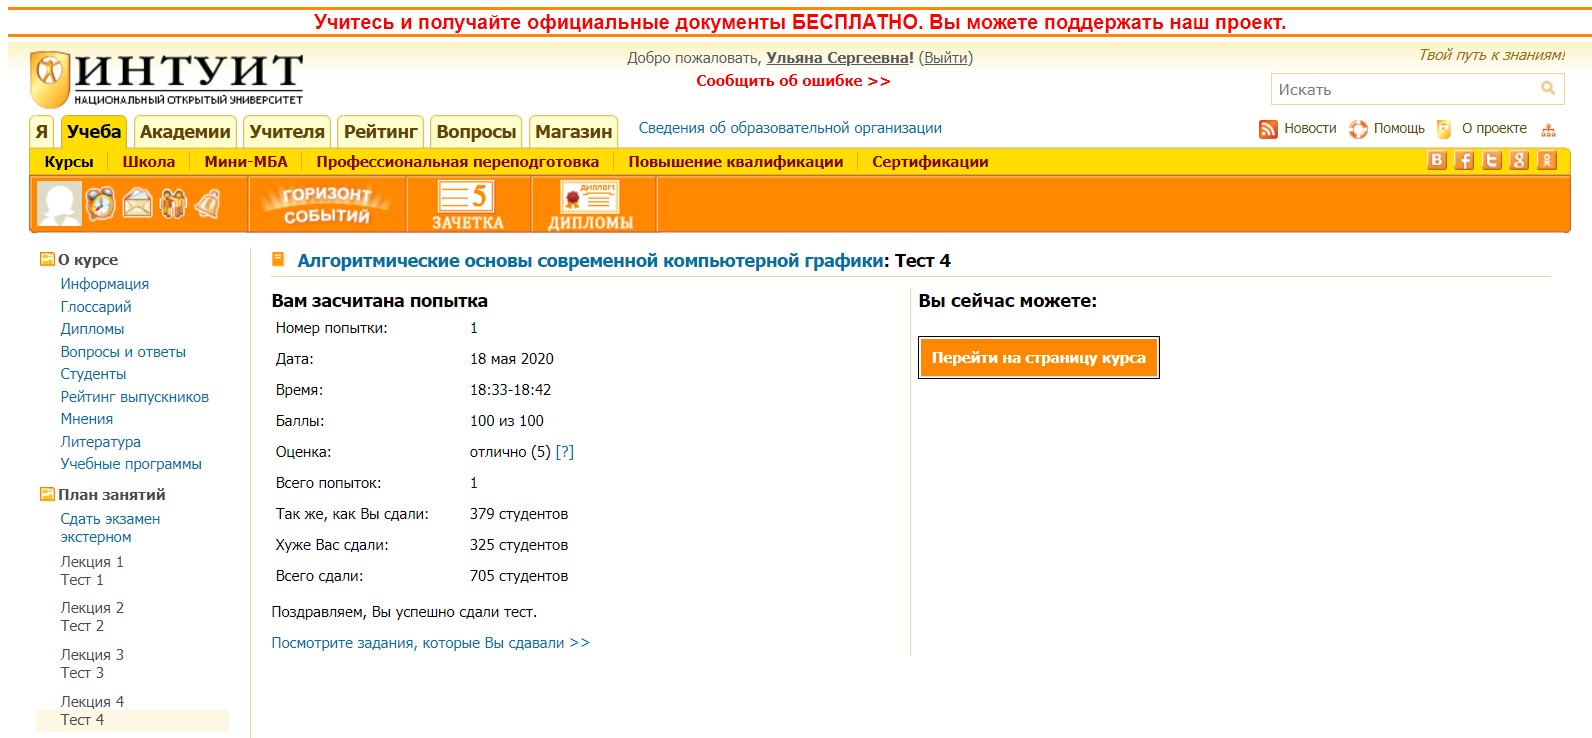 Учитесь и получайте официальные документы БЕСПЛАТНО. Вы можете поддержать наш проект.
ИНТУИТ
НАЦИОНАЛЬНЫЙ ОТКРЫТЫЙ УНИВЕРСИТЕТ
Добро пожаловать, Ульяна Сергеевна! (Выйти)
Сообщить об ошибке >>
Твой путь к знаниям!
Искать
Я Учеба Академии Учителя Рейтинг Вопросы Магазин Сведения об образовательной организации
Новости Помощь О проекте
Курсы Школа Мини-МБА Профессиональная переподготовка Повышение квалификации Сертификации
B f t g
ГОРИЗОНТ СОБЫТИЙ
5 ЗАЧЕТКА
ДИПЛОМ ДИПЛОМЫ
О курсе
Информация
Глоссарий
Дипломы
Вопросы и ответы
Студенты
Рейтинг выпускников
Мнения
Литература
Учебные программы
План занятий
Сдать экзамен
экстерном
Лекция 1
Тест 1
Лекция 2
Тест 2
Лекция 3
Тест 3
Лекция 4
Тест 4
Алгоритмические основы современной компьютерной графики: Тест 4
Вам засчитана попытка
Номер попытки: 1
Дата: 18 мая 2020
Время: 18:33-18:42
Баллы: 100 из 100
Оценка: отлично (5) [?]
Всего попыток: 1
Так же, как Вы сдали: 379 студентов
Хуже Вас сдали: 325 студентов
Всего сдали: 705 студентов
Поздравляем, Вы успешно сдали тест.
Посмотрите задания, которые Вы сдавали >>
Вы сейчас можете:
Перейти на страницу курса